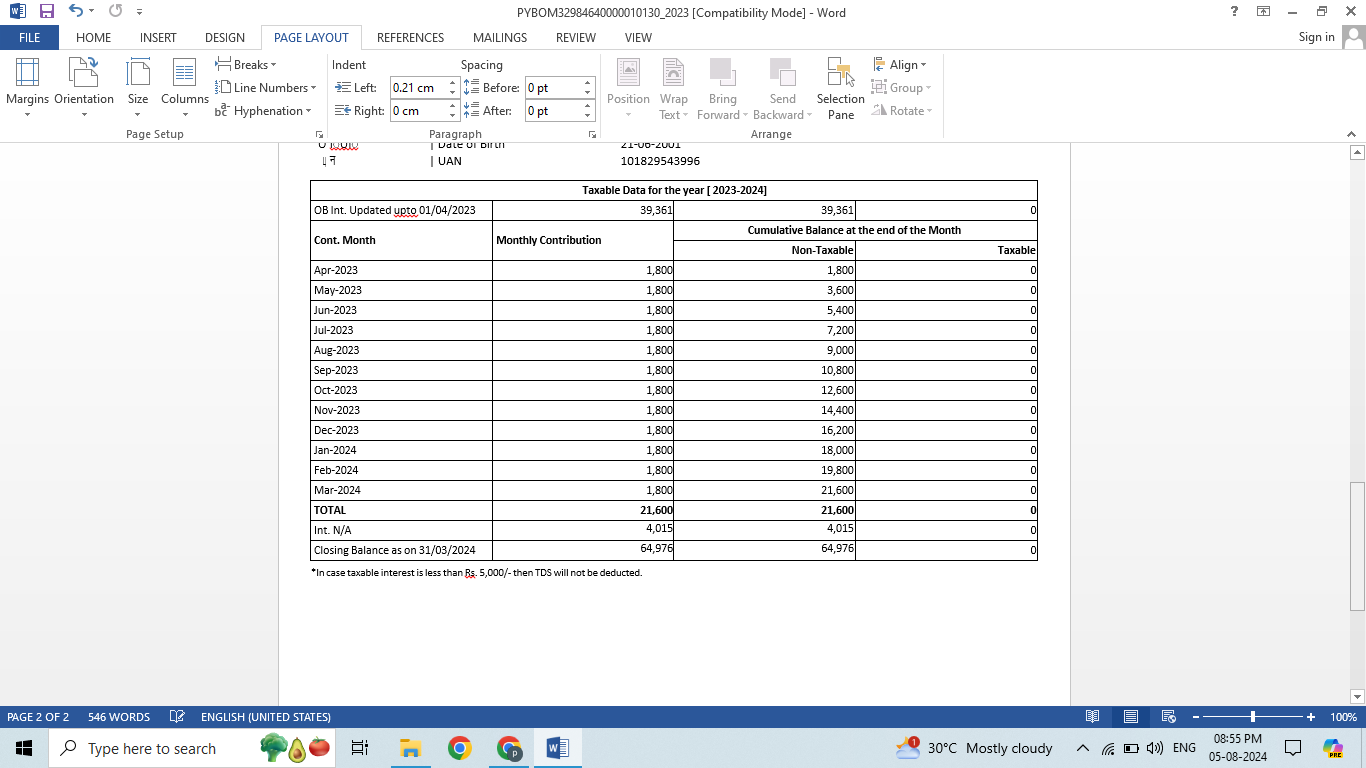 PYBOM32984640000010130_2023 [Compatibility Mode] - Word
FILE HOME INSERT DESIGN PAGE LAYOUT REFERENCES MAILINGS REVIEW VIEW Sign in
Margins Orientation Size Columns
Breaks
Line Numbers
Hyphenation
Page Setup
Indent Spacing
Left: 0.21 cm Before: 0 pt
Right: 0 cm After: 0 pt
Paragraph
Position Wrap Text Bring Forward Send Backward Selection Pane
Align
Group
Rotate
Arrange
| Date of Birth 21-06-2001
| UAN 101829543996
Taxable Data for the year [ 2023-2024]
OB Int. Updated upto 01/04/2023 39,361 39,361 0
Cont. Month Monthly Contribution Cumulative Balance at the end of the Month
Non-Taxable Taxable
Apr-2023 1,800 1,800 0
May-2023 1,800 3,600 0
Jun-2023 1,800 5,400 0
Jul-2023 1,800 7,200 0
Aug-2023 1,800 9,000 0
Sep-2023 1,800 10,800 0
Oct-2023 1,800 12,600 0
Nov-2023 1,800 14,400 0
Dec-2023 1,800 16,200 0
Jan-2024 1,800 18,000 0
Feb-2024 1,800 19,800 0
Mar-2024 1,800 21,600 0
TOTAL 21,600 21,600 0
Int. N/A 4,015 4,015 0
Closing Balance as on 31/03/2024 64,976 64,976 0
*In case taxable interest is less than Rs. 5,000/- then TDS will not be deducted.
PAGE 2 OF 2 546 WORDS ENGLISH (UNITED STATES) 100%
Type here to search 30°C Mostly cloudy ENG 08:55 PM
05-08-2024